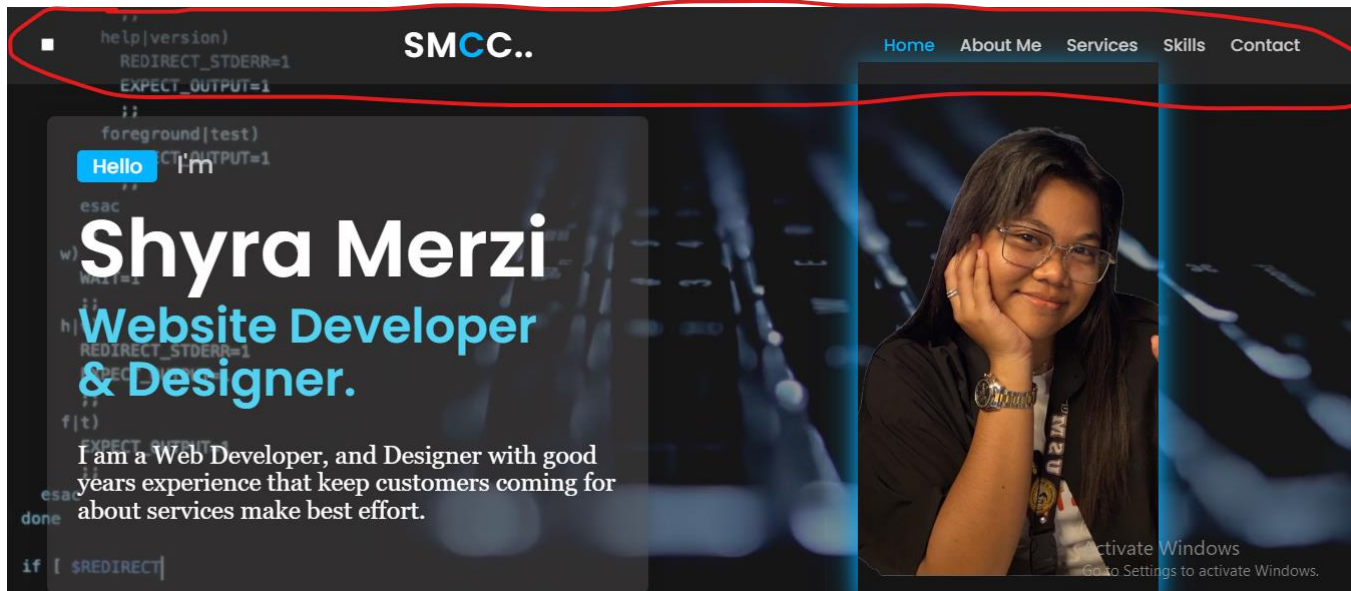 ;;
help|version)
REDIRECT_STDERR=1
EXPECT_OUTPUT=1
;;
SMCC..
Home About Me Services Skills Contact
foreground|test)
Hello I'm
;;
esac
Shyra Merzi
w)
WAIT=1
;;
Website Developer
REDIRECT_STDERR=1
& Designer.
;;
f|t)
EXPECT_OUTPUT=1
I am a Web Developer, and Designer with good
years experience that keep customers coming for
about services make best effort.
;;
esac
done
if [ $REDIRECT
Activate Windows
Go to Settings to activate Windows.